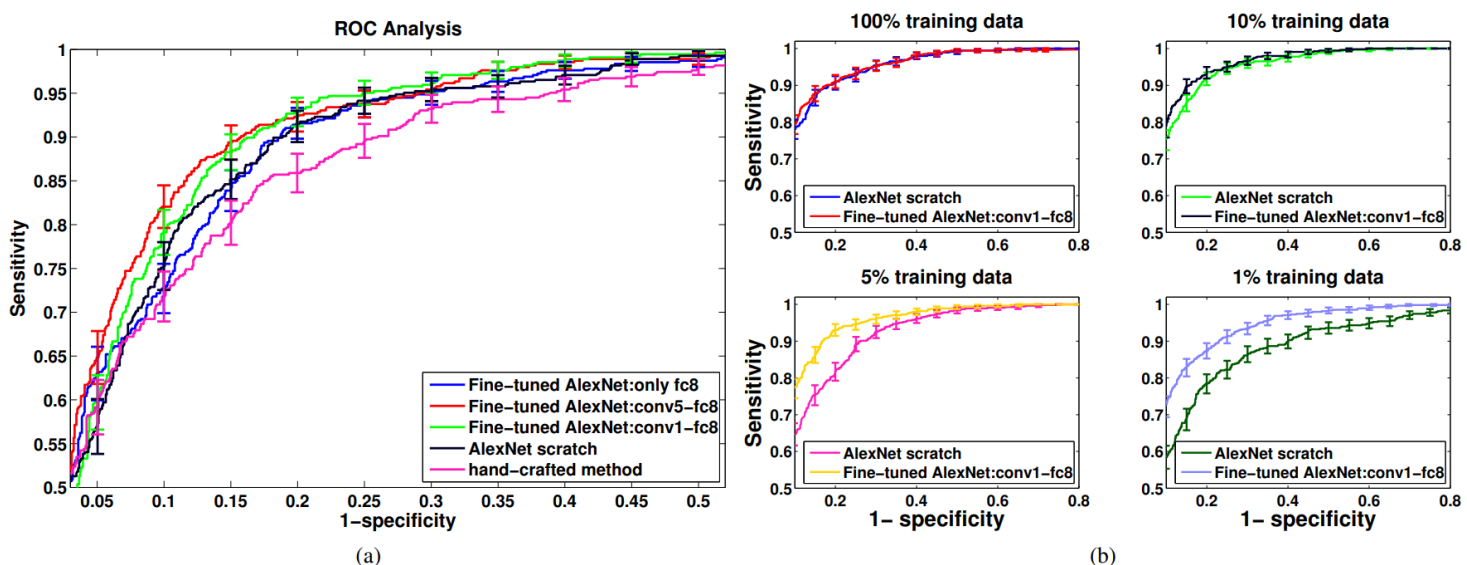 ROC Analysis
1
0.95
0.9
0.85
0.8
0.75
0.7
0.65
0.6
0.55
0.5
Sensitivity
Fine-tuned AlexNet:only fc8
Fine-tuned AlexNet:conv5-fc8
Fine-tuned AlexNet:conv1-fc8
AlexNet scratch
hand-crafted method
0.05 0.1 0.15 0.2 0.25 0.3 0.35 0.4 0.45 0.5
1-specificity
(a)
100% training data
1
0.9
0.8
0.7
0.6
0.5
Sensitivity
AlexNet scratch
Fine-tuned AlexNet:conv1-fc8
0.2 0.4 0.6 0.8
10% training data
1
0.9
0.8
0.7
0.6
0.5
AlexNet scratch
Fine-tuned AlexNet:conv1-fc8
0.2 0.4 0.6 0.8
5% training data
1
0.9
0.8
0.7
0.6
0.5
Sensitivity
AlexNet scratch
Fine-tuned AlexNet:conv1-fc8
0.2 0.4 0.6 0.8
1- specificity
1% training data
1
0.9
0.8
0.7
0.6
0.5
AlexNet scratch
Fine-tuned AlexNet:conv1-fc8
0.2 0.4 0.6 0.8
1- specificity
(b)